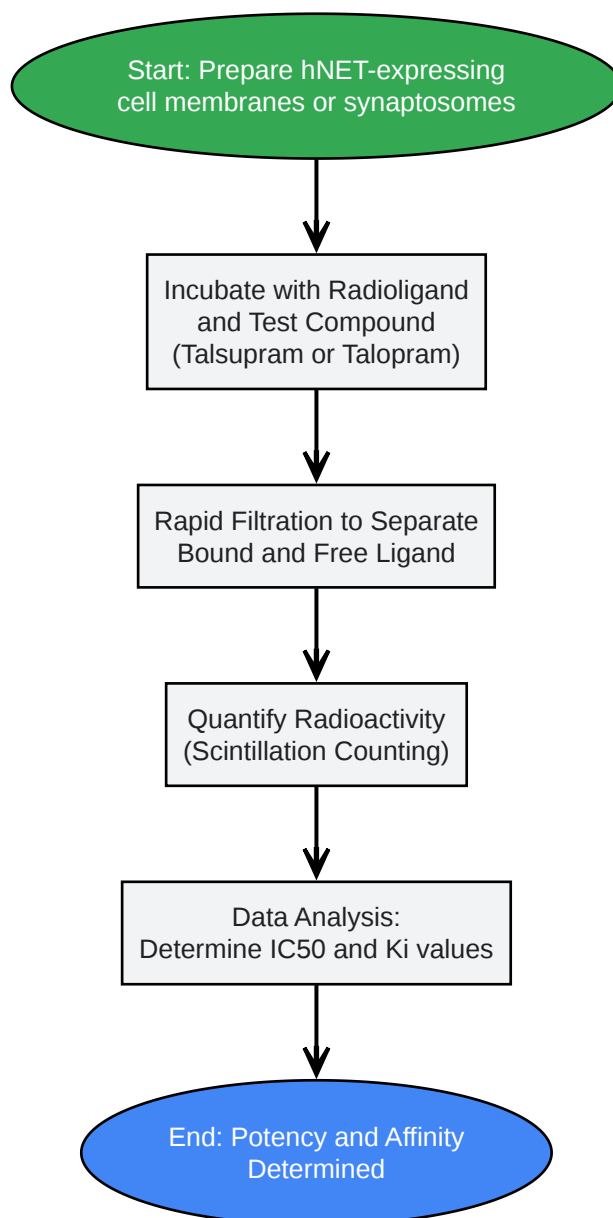 Start: Prepare hNET-expressing
cell membranes or synaptosomes
Incubate with Radioligand
and Test Compound
(Talsupram or Talopram)
Rapid Filtration to Separate
Bound and Free Ligand
Quantify Radioactivity
(Scintillation Counting)
Data Analysis:
Determine IC50 and Ki values
End: Potency and Affinity
Determined